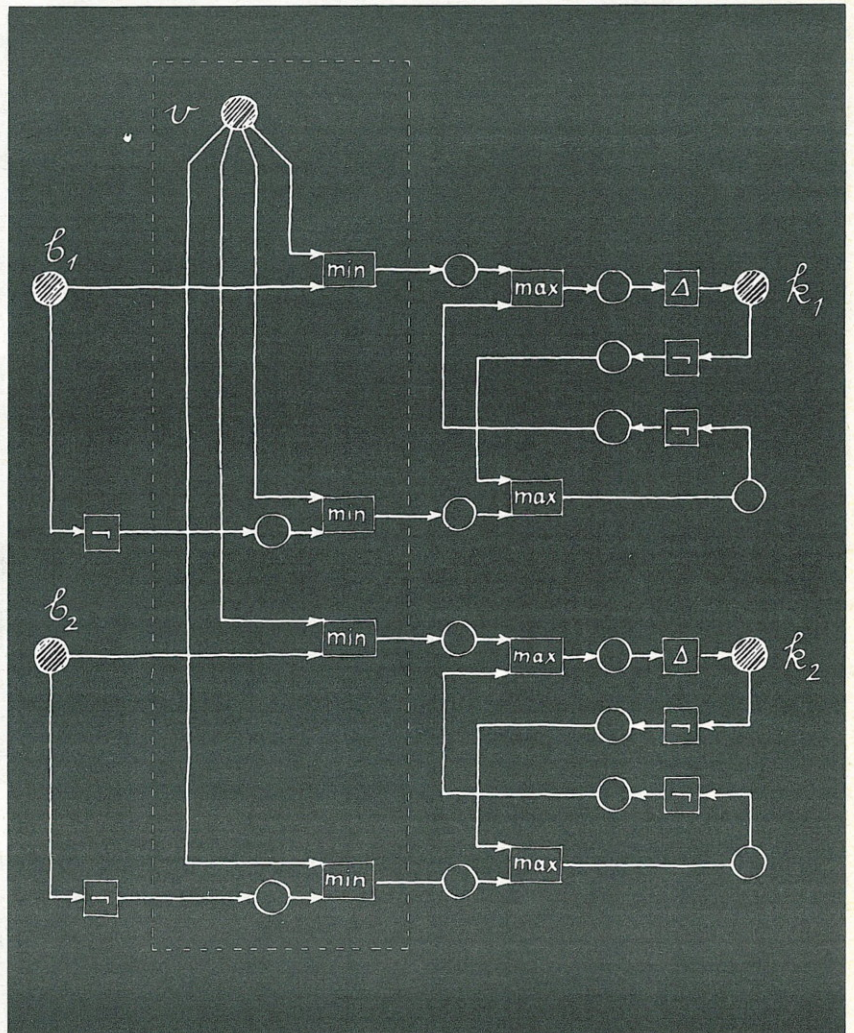 v
b₁
min
max
Δ
k₁
¬
¬
min
max
¬
b₂
min
max
Δ
k₂
¬
¬
min
max
¬